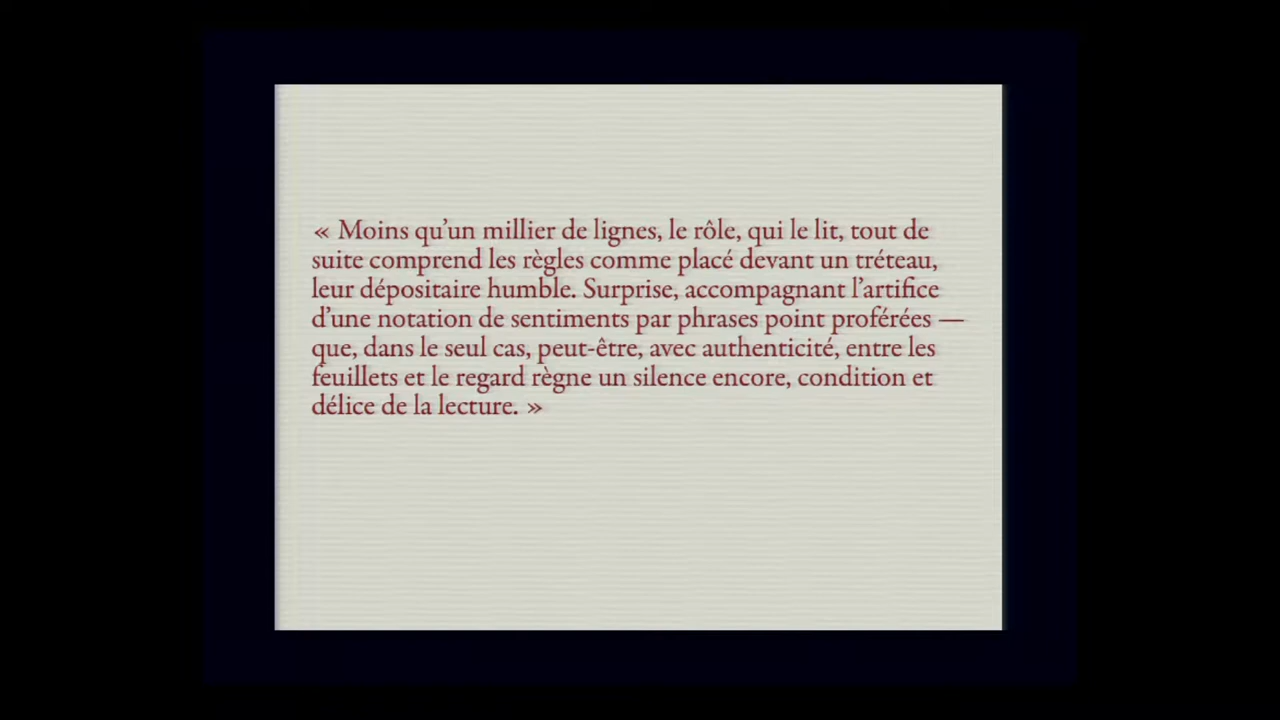 « Moins qu’un millier de lignes, le rôle, qui le lit, tout de
suite comprend les règles comme placé devant un tréteau,
leur dépositaire humble. Surprise, accompagnant l’artifice
d’une notation de sentiments par phrases point proférées —
que, dans le seul cas, peut-être, avec authenticité, entre les
feuillets et le regard règne un silence encore, condition et
délice de la lecture. »